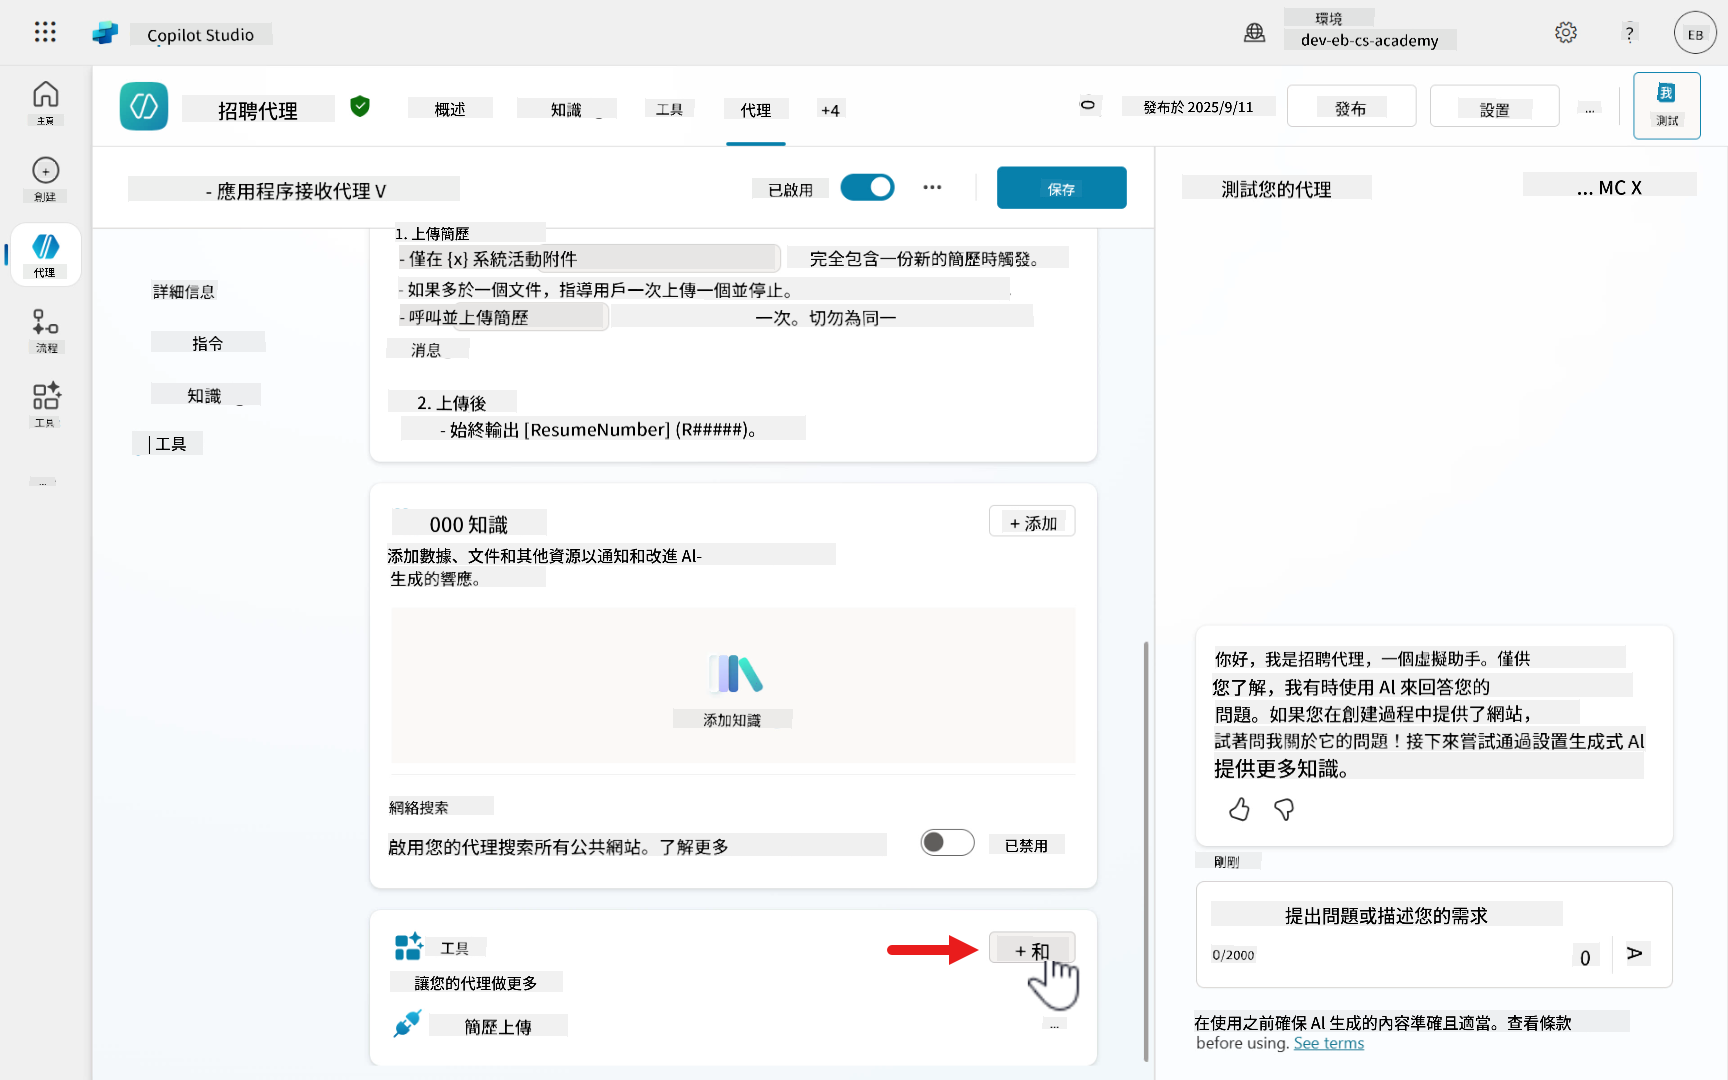 Copilot Studio
環境
dev-eb-cs-academy
?
EB
主頁
創建
代理
流程
工具
...
招聘代理
概述
知識
工具
代理
+4
發布於 2025/9/11
發布
設置
...
測試
- 應用程序接收代理 V
已啟用
...
保存
測試您的代理
... MC X
詳細信息
指令
知識
| 工具
1. 上傳簡歷
- 僅在 {x} 系統活動附件 完全包含一份新的簡歷時觸發。
- 如果多於一個文件，指導用戶一次上傳一個並停止。
- 呼叫並上傳簡歷 一次。切勿為同一
消息
2. 上傳後
- 始終輸出 [ResumeNumber] (R#####)。
000 知識
+ 添加
添加數據、文件和其他資源以通知和改進 Al-
生成的響應。
添加知識
網絡搜索
啟用您的代理搜索所有公共網站。了解更多
已禁用
工具
+ 和
讓您的代理做更多
簡歷上傳
...
你好，我是招聘代理，一個虛擬助手。僅供
您了解，我有時使用 Al 來回答您的
問題。如果您在創建過程中提供了網站，
試著問我關於它的問題！接下來嘗試通過設置生成式 Al
提供更多知識。
剛剛
提出問題或描述您的需求
0/2000
0
A
在使用之前確保 Al 生成的內容準確且適當。查看條款
before using. See terms